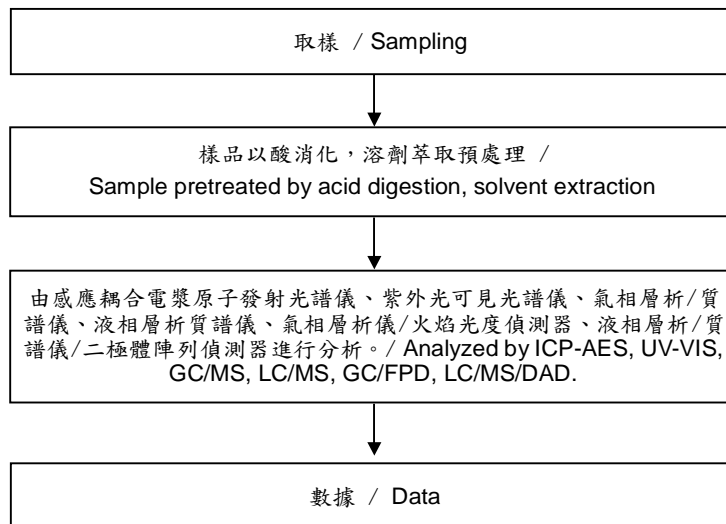 取樣 / Sampling
樣品以酸消化，溶劑萃取預處理 /
Sample pretreated by acid digestion, solvent extraction
由感應耦合電漿原子發射光譜儀、紫外光可見光譜儀、氣相層析/質
譜儀、液相層析質譜儀、氣相層析儀/火焰光度偵測器、液相層析/質
譜儀/二極體陣列偵測器進行分析。/ Analyzed by ICP-AES, UV-VIS,
GC/MS, LC/MS, GC/FPD, LC/MS/DAD.
數據 / Data